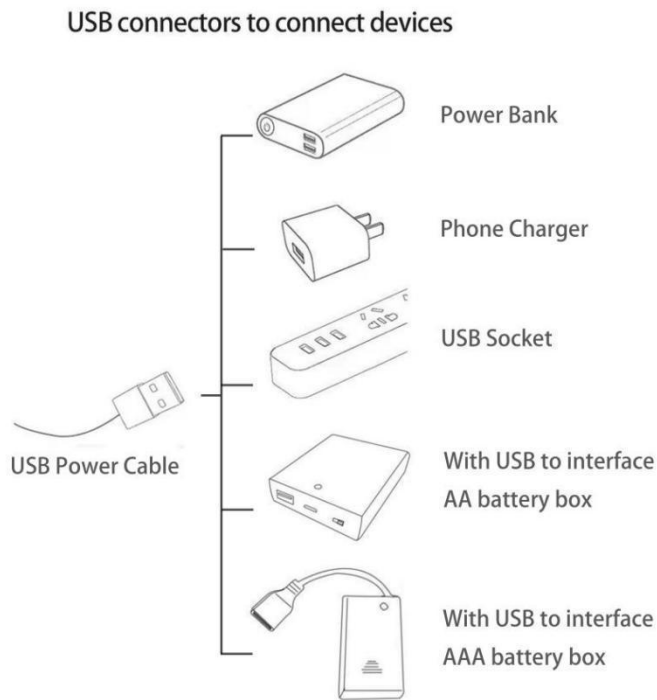 USB connectors to connect devices
Power Bank
Phone Charger
USB Socket
USB Power Cable
With USB to interface
AA battery box
With USB to interface
AAA battery box